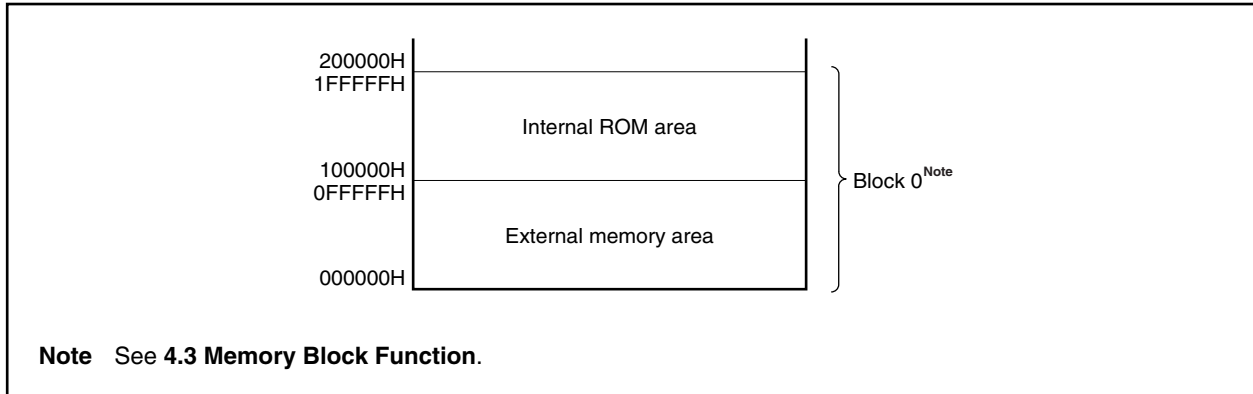 200000H
1FFFFFH
Internal ROM area
100000H
0FFFFFH
Block 0Note
External memory area
000000H
Note See 4.3 Memory Block Function.